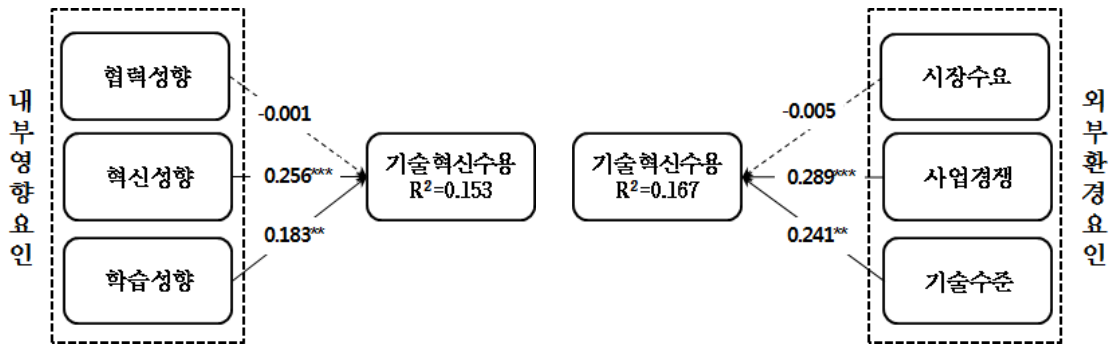 내부영향요인
협력성향
혁신성향
학습성향
-0.001
0.256***
0.183**
기술혁신수용
R²=0.153
기술혁신수용
R²=0.167
-0.005
0.289***
0.241**
시장수요
사업경쟁
기술수준
외부환경요인